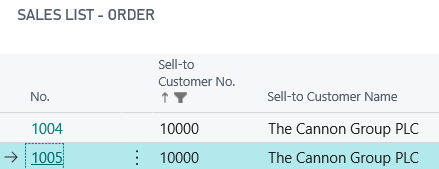 SALES LIST - ORDER
No. Sell-to Customer No. Sell-to Customer Name
1004 10000 The Cannon Group PLC
1005 10000 The Cannon Group PLC